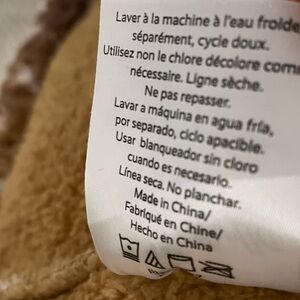 Laver à la machine à l'eau froide,
séparément, cycle doux.
Utilisez non le chlore décolore comm
nécessaire. Ligne sèche.
Ne pas repasser.
Lavar a máquina en agua fría,
por separado, ciclo apacible.
Usar blanqueador sin cloro
cuando es necesario.
Línea seca. No planchar.
Made in China/
Fabriqué en Chine/
Hecho en China